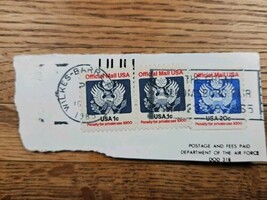 WILKES-BARR
Official Mail USA
Official Mail USA
Official Mail USA
USA 1c
USA 1c
USA 20c
Penalty for private use $300
Penalty for private use $300
Penalty for private use $300
POSTAGE AND FEES PAID
DEPARTMENT OF THE AIR FORCE
DOD 318